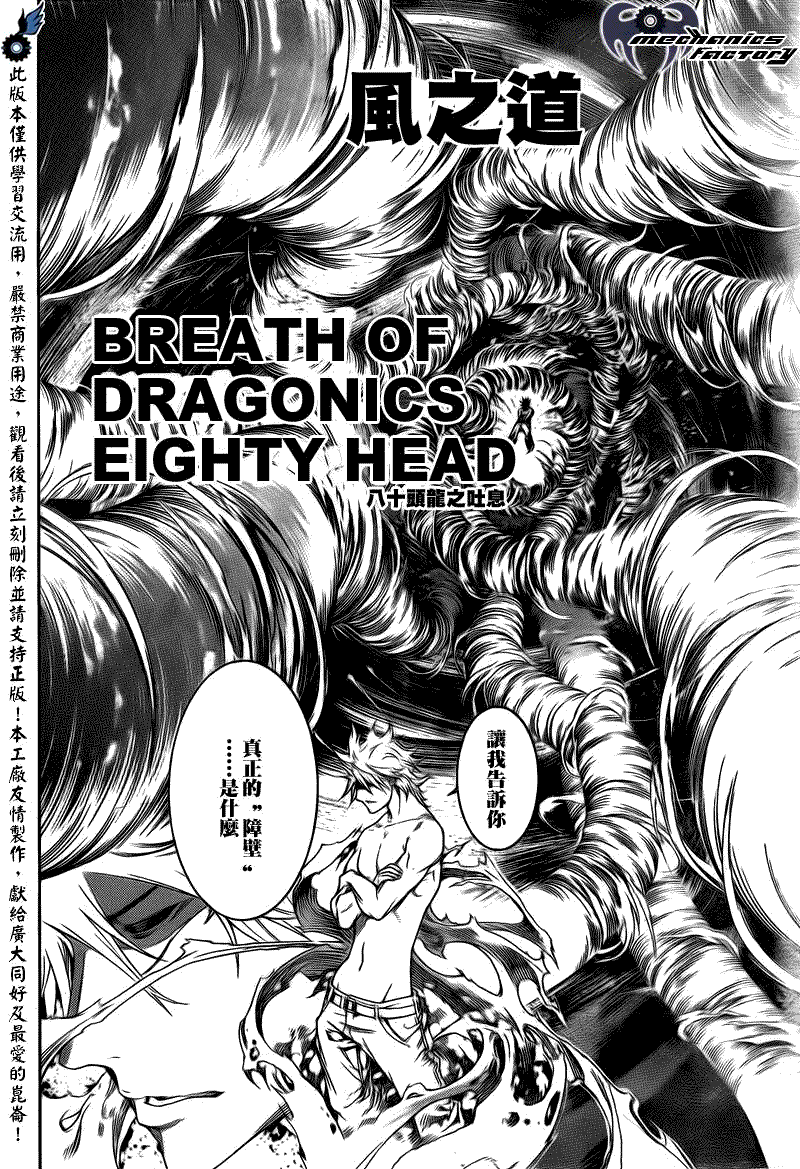 mechanics
Factory
風之道
BREATH OF
DRAGONICS
EIGHTY HEAD
八十頭龍之吐息
讓我告訴你
真正的〞障壁〝
……是什麼
此版本僅供學習交流用，嚴禁商業用途，觀看後請立刻刪除並請支持正版！本工廠友情製作，獻給廣大同好及最愛的崑崙！